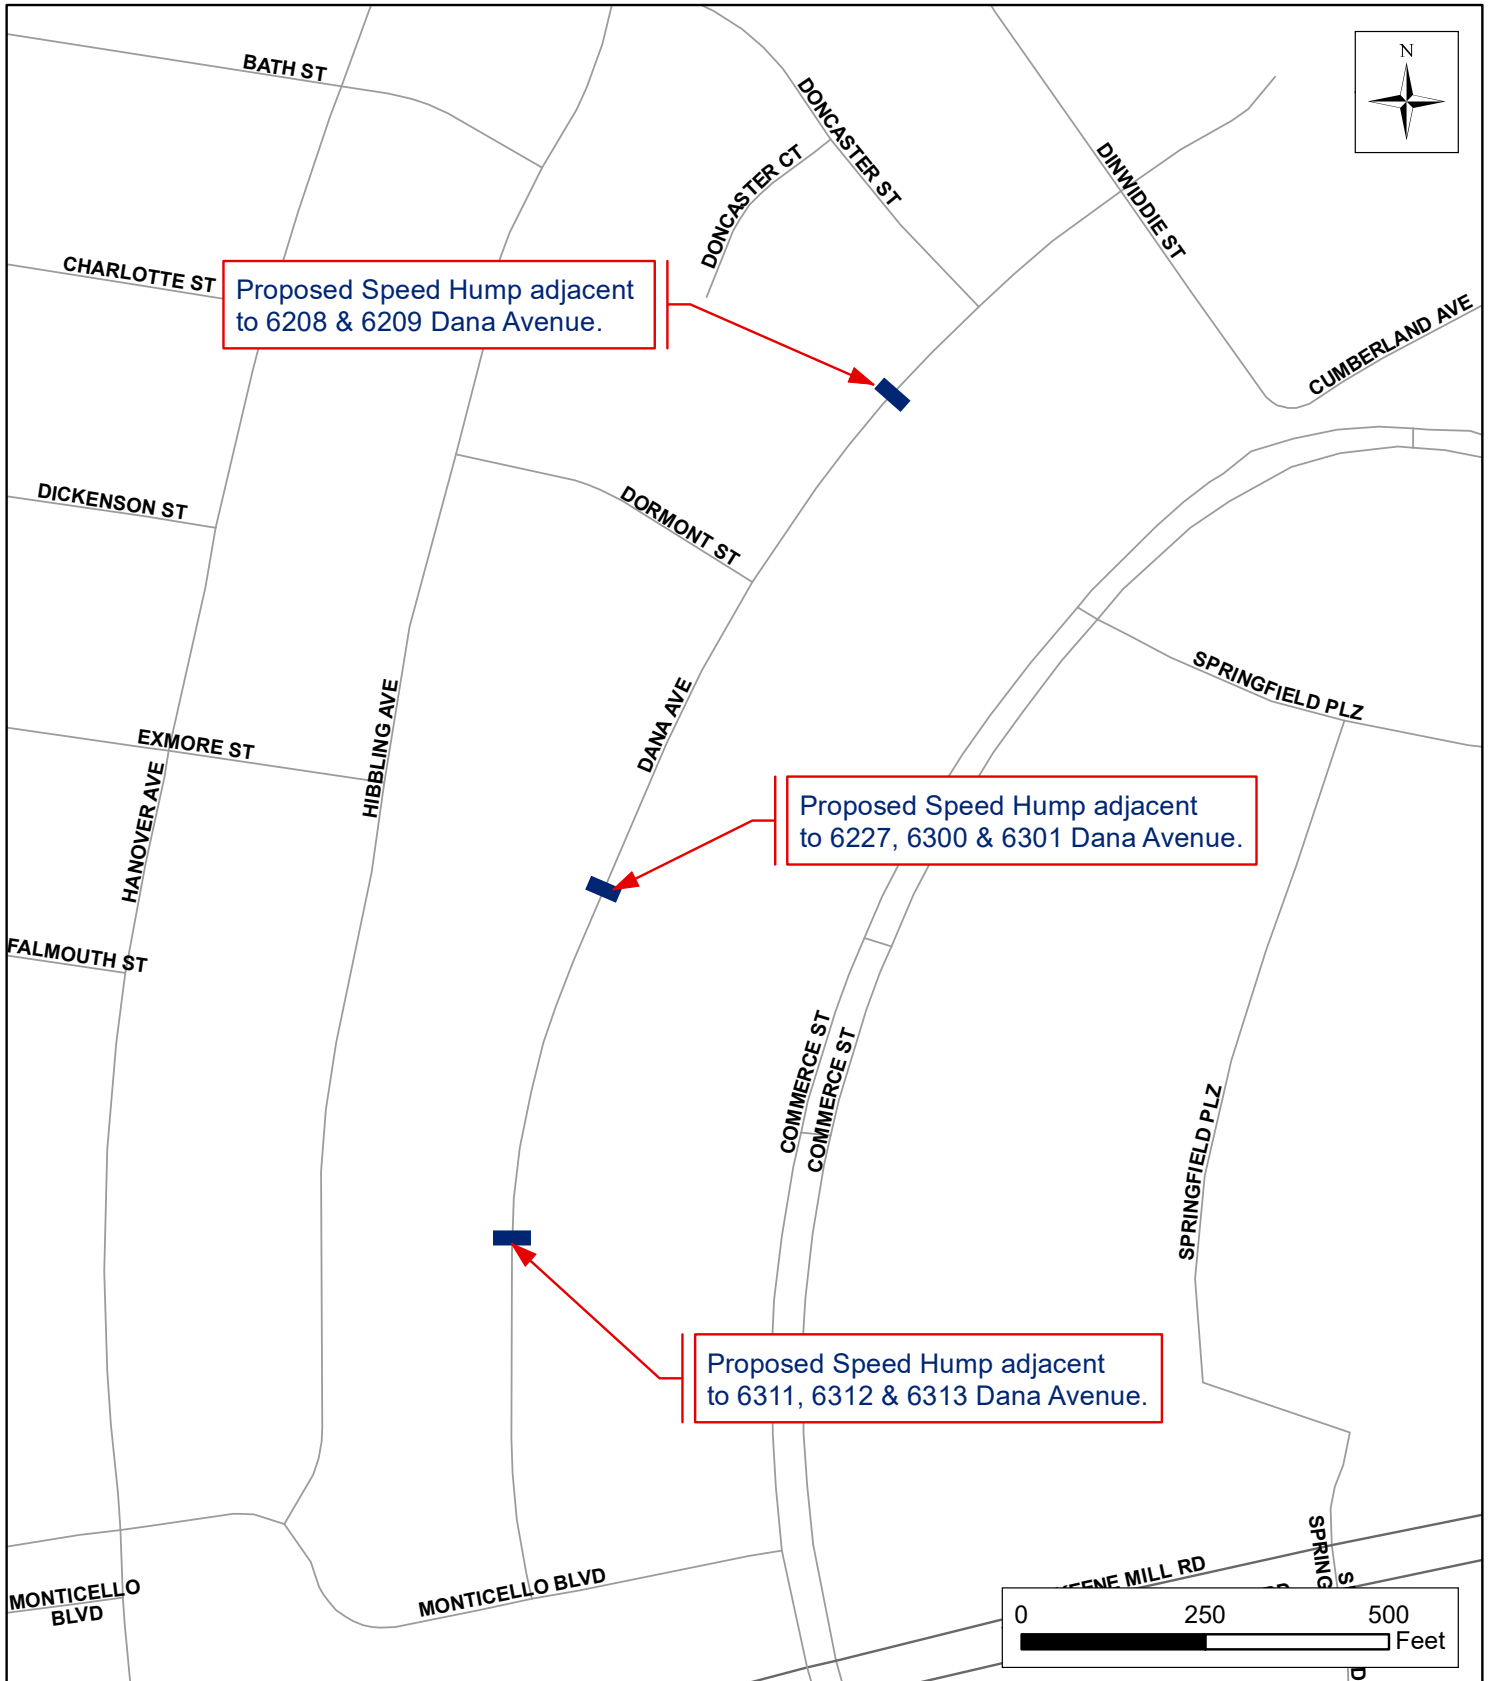 BATH ST
N
DONCASTER ST
DONCASTER CT
DINWIDDIE ST
CHARLOTTE ST
Proposed Speed Hump adjacent
to 6208 & 6209 Dana Avenue.
CUMBERLAND AVE
DICKENSON ST
DORMONT ST
SPRINGFIELD PLZ
DANA AVE
HIBBLING AVE
EXMORE ST
HANOVER AVE
Proposed Speed Hump adjacent
to 6227, 6300 & 6301 Dana Avenue.
FALMOUTH ST
COMMERCE ST
COMMERCE ST
SPRINGFIELD PLZ
Proposed Speed Hump adjacent
to 6311, 6312 & 6313 Dana Avenue.
SPRING
MONTICELLO
BLVD
MONTICELLO BLVD
MILL RD
0 250 500
Feet